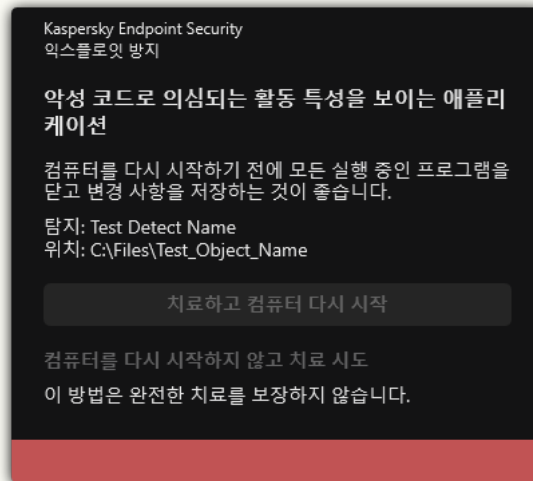 Kaspersky Endpoint Security
익스플로잇 방지
악성 코드로 의심되는 활동 특성을 보이는 애플리
케이션
컴퓨터를 다시 시작하기 전에 모든 실행 중인 프로그램을
닫고 변경 사항을 저장하는 것이 좋습니다.
탐지: Test Detect Name
위치: C:\Files\Test_Object_Name
치료하고 컴퓨터 다시 시작
컴퓨터를 다시 시작하지 않고 치료 시도
이 방법은 완전한 치료를 보장하지 않습니다.